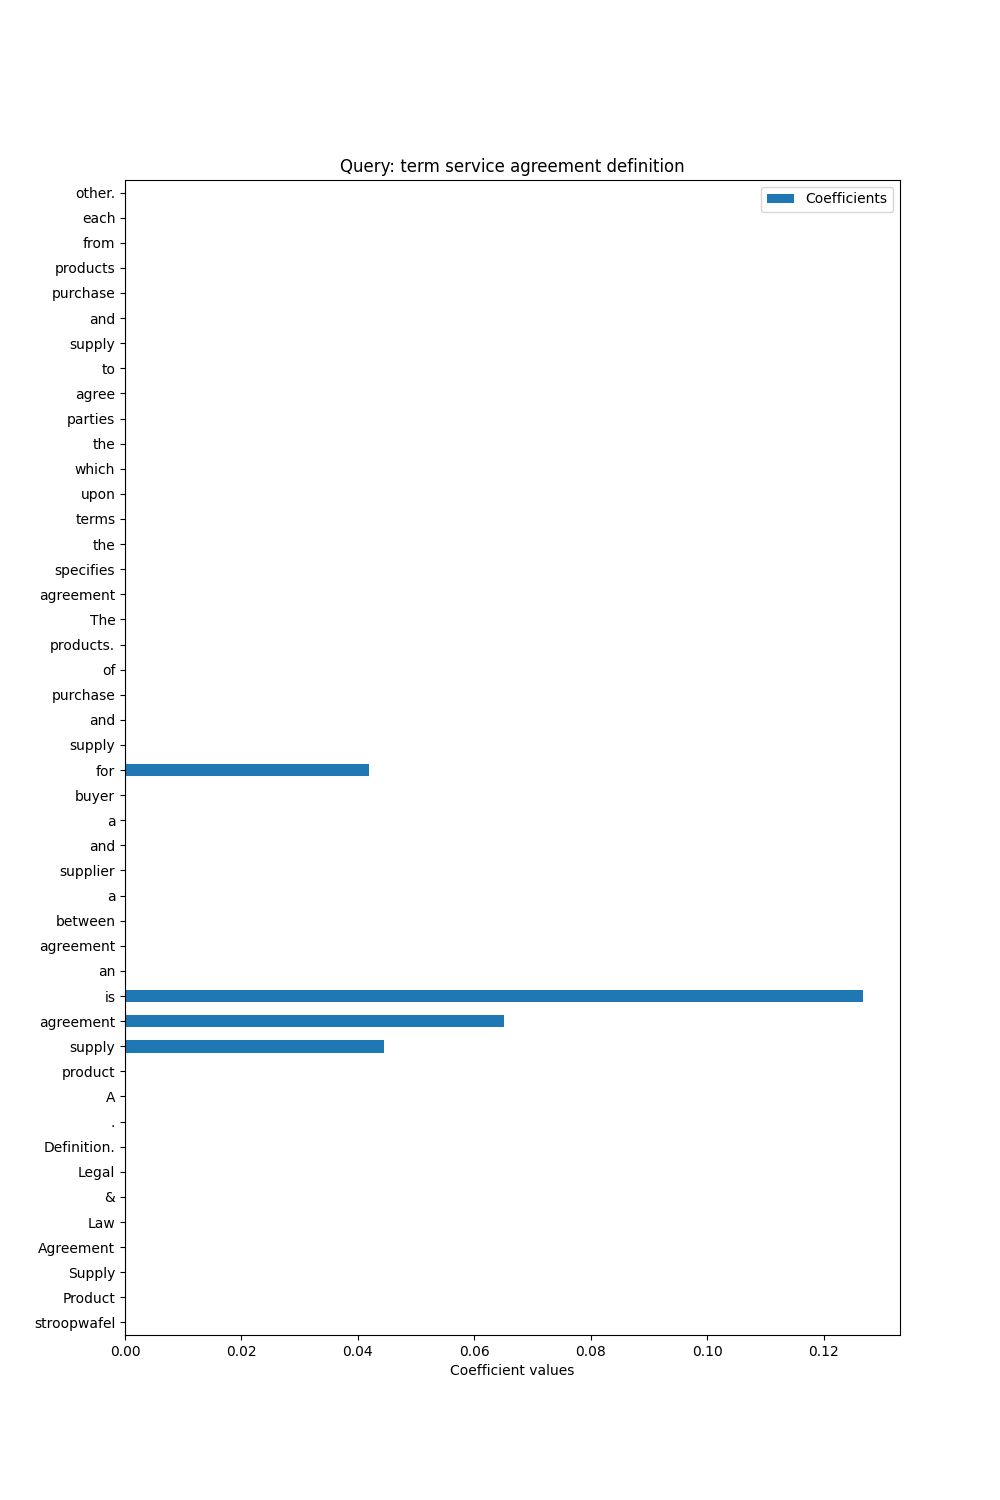 Query: term service agreement definition
Coefficients
other.
each
from
products
purchase
and
supply
to
agree
parties
the
which
upon
terms
the
specifies
agreement
The
products.
of
purchase
and
supply
for
buyer
a
and
supplier
a
between
agreement
an
is
agreement
supply
product
A
.
Definition.
Legal
&
Law
Agreement
Supply
Product
stroopwafel
0.00 0.02 0.04 0.06 0.08 0.10 0.12
Coefficient values